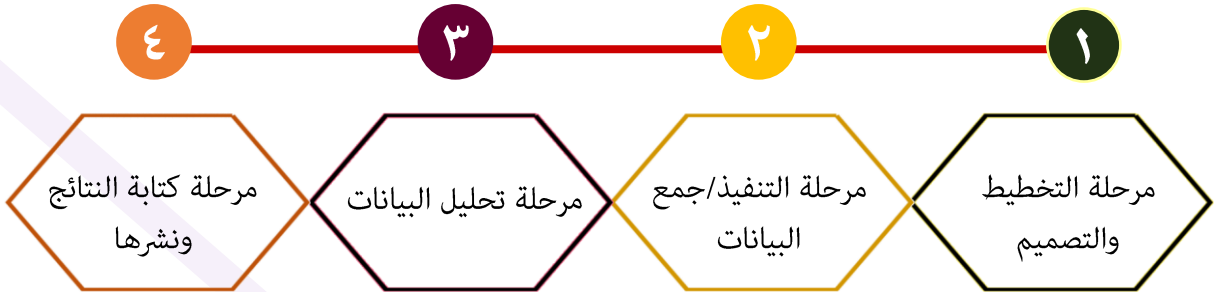 ١
٢
٣
٤
مرحلة التخطيط
والتصميم
مرحلة التنفيذ/جمع
البيانات
مرحلة تحليل البيانات
مرحلة كتابة النتائج
ونشرها